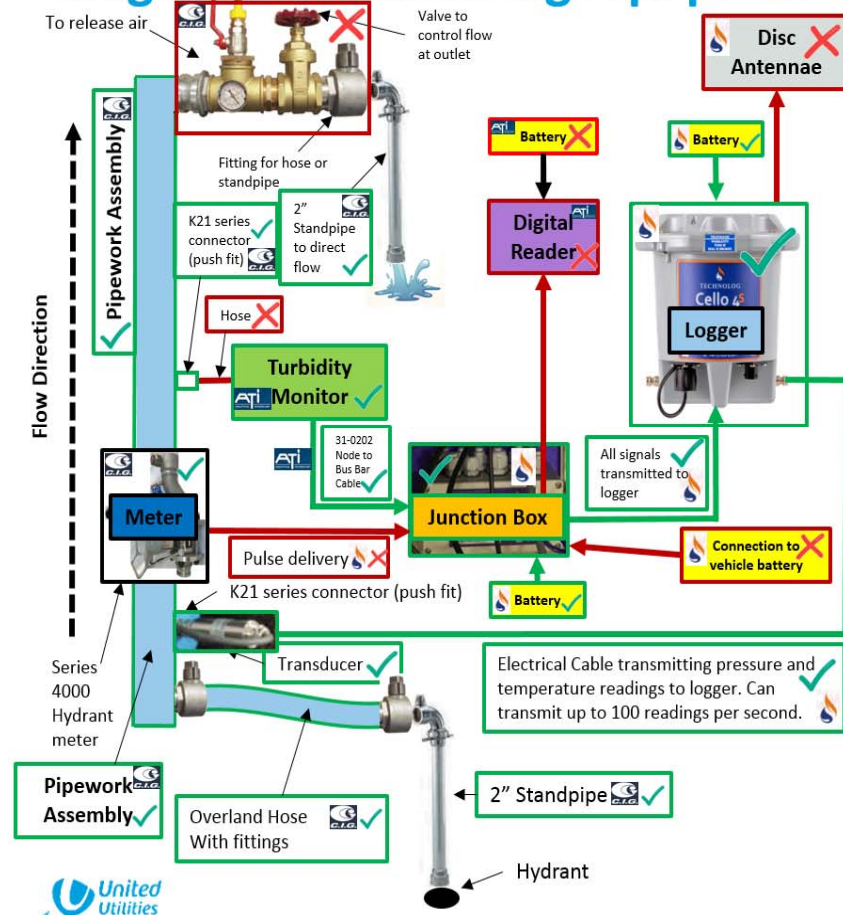 To release air
C.I.G.
Valve to
control flow
at outlet
Disc
Antennae
Pipework Assembly
C.I.G.
Flow Direction
Fitting for hose or
standpipe
ATi
Battery
Battery
K21 series
connector
(push fit)
C.I.G.
2”
Standpipe
to direct
flow
C.I.G.
Digital
Reader
ATi
TECHNOLOG
Cello 4S
Logger
Hose
Turbidity
Monitor
ATi
ATi
31-0202
Node to
Bus Bar
Cable
All signals
transmitted to
logger
C.I.G.
Meter
Junction Box
Pulse delivery
Connection to
vehicle battery
K21 series connector (push fit)
Battery
Transducer
Series
4000
Hydrant
meter
Electrical Cable transmitting pressure and
temperature readings to logger. Can
transmit up to 100 readings per second.
Pipework
Assembly
C.I.G.
Overland Hose
With fittings
C.I.G.
2” Standpipe
C.I.G.
Hydrant
United
Utilities